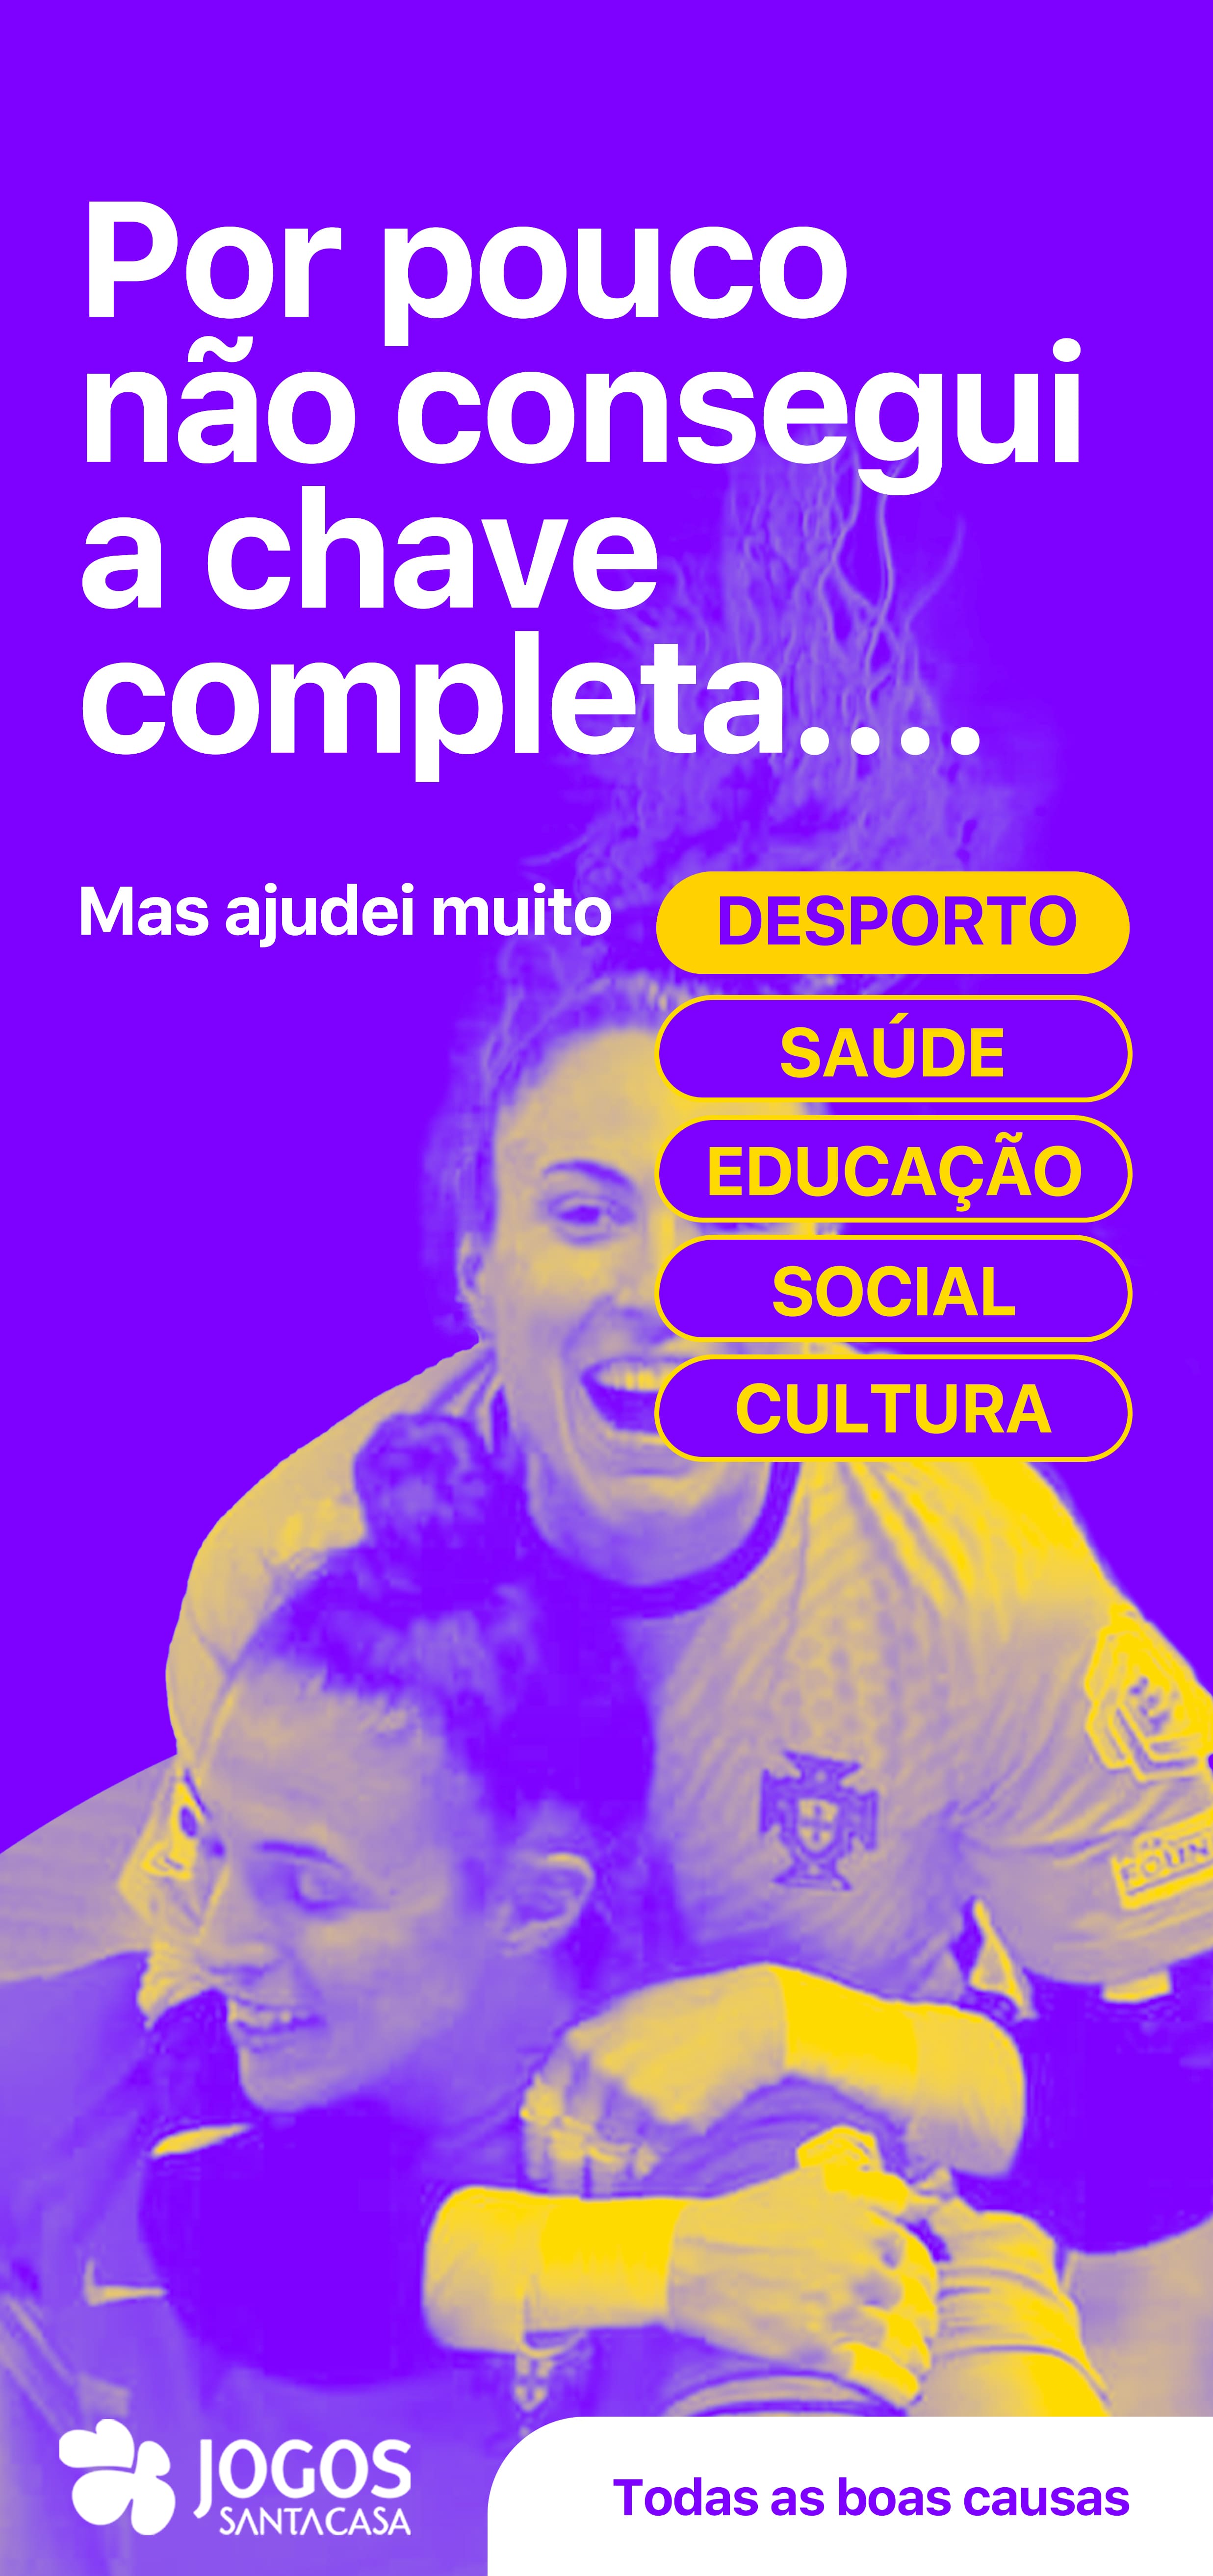 Por pouco
não consegui
a chave
completa....
Mas ajudei muito
DESPORTO
SAÚDE
EDUCAÇÃO
SOCIAL
CULTURA
JOGOS
SANTACASA
Todas as boas causas